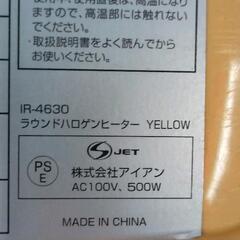 ますので、高温部には触れない
でください。
・取扱説明書をよく読んでから
お使いください。
IR-4630
ラウンドハロゲンヒーター YELLOW
PS
E
JET
株式会社アイアン
AC100V、500W
MADE IN CHINA